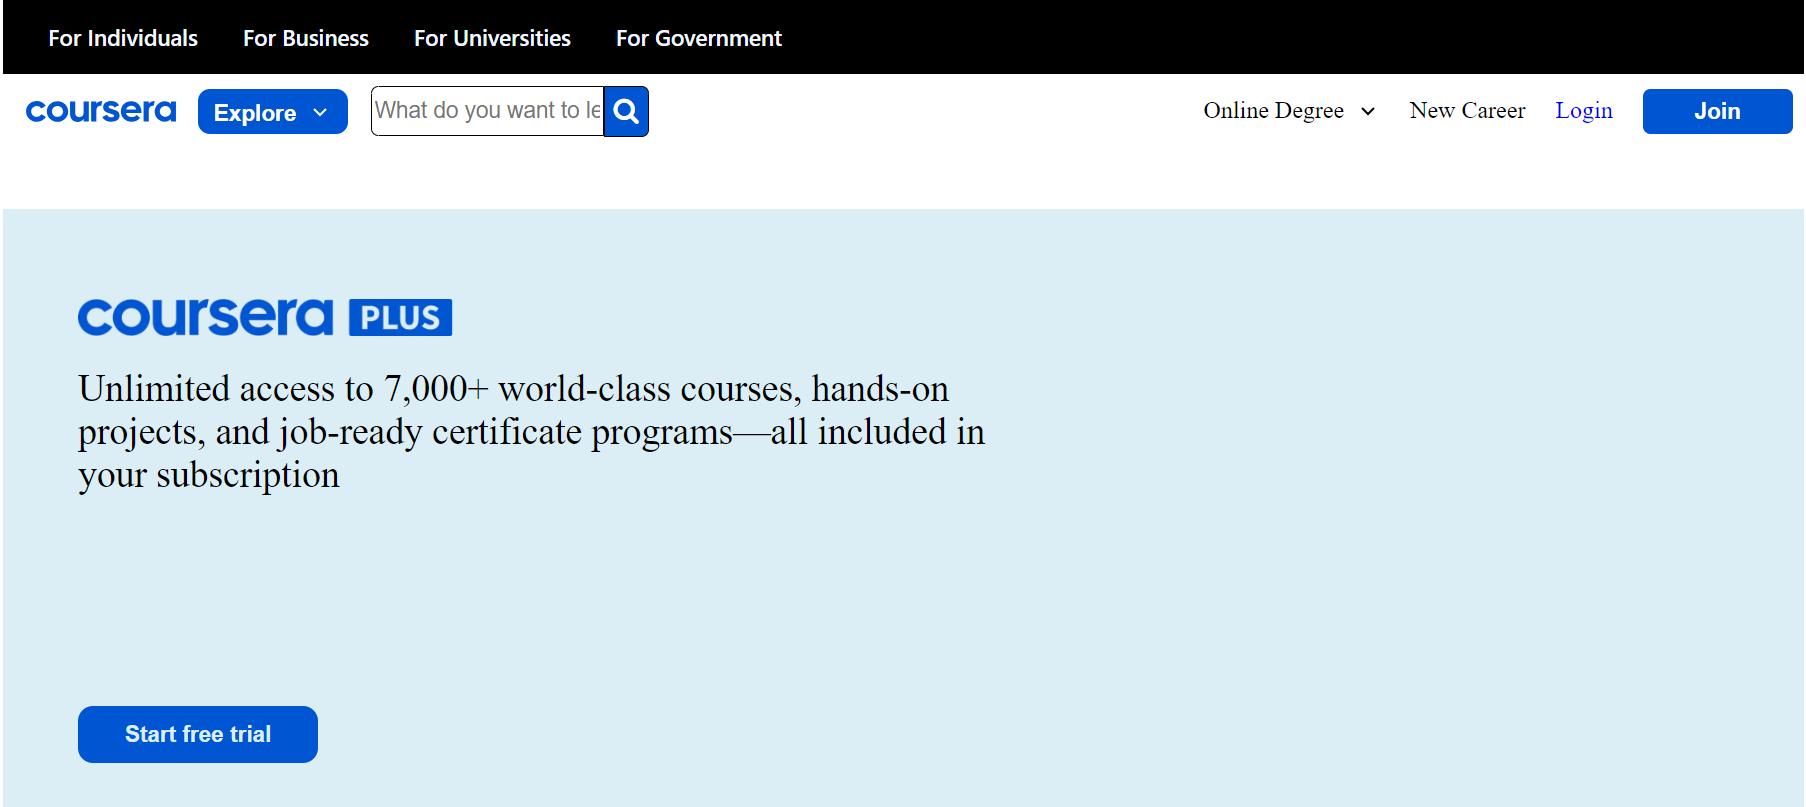 For Individuals For Business For Universities For Government
coursera Explore What do you want to le Online Degree New Career Login Join
coursera PLUS
Unlimited access to 7,000+ world-class courses, hands-on
projects, and job-ready certificate programs—all included in
your subscription
Start free trial